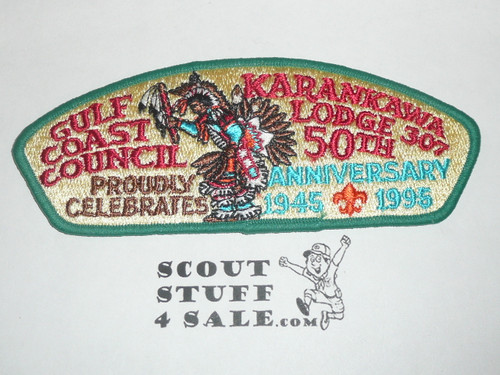 GULF
COAST
COUNCIL
PROUDLY
CELEBRATES
KARANKAWA
LODGE 307
50TH
ANNIVERSARY
1945 1995
SCOUT
STUFF
4 SALE.COM